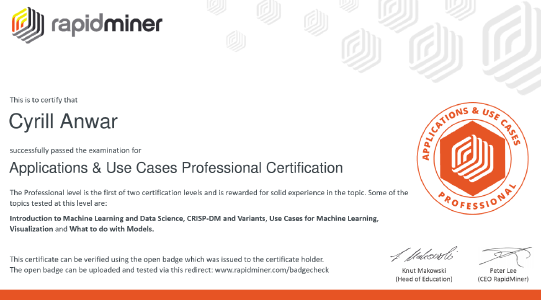 rapidminer
This is to certify that
Cyrill Anwar
successfully passed the examination for
Applications & Use Cases Professional Certification
The Professional level is the first of two certification levels and is rewarded for solid experience in the topic. Some of the
topics tested at this level are:
Introduction to Machine Learning and Data Science, CRISP-DM and Variants, Use Cases for Machine Learning,
Visualization and What to do with Models.
APPLICATIONS & USE CASES
PROFESSIONAL
This certificate can be verified using the open badge which was issued to the certificate holder.
The open badge can be uploaded and tested via this redirect: www.rapidminer.com/badgecheck
Knut Makowski
(Head of Education)
Peter Lee
(CEO RapidMiner)